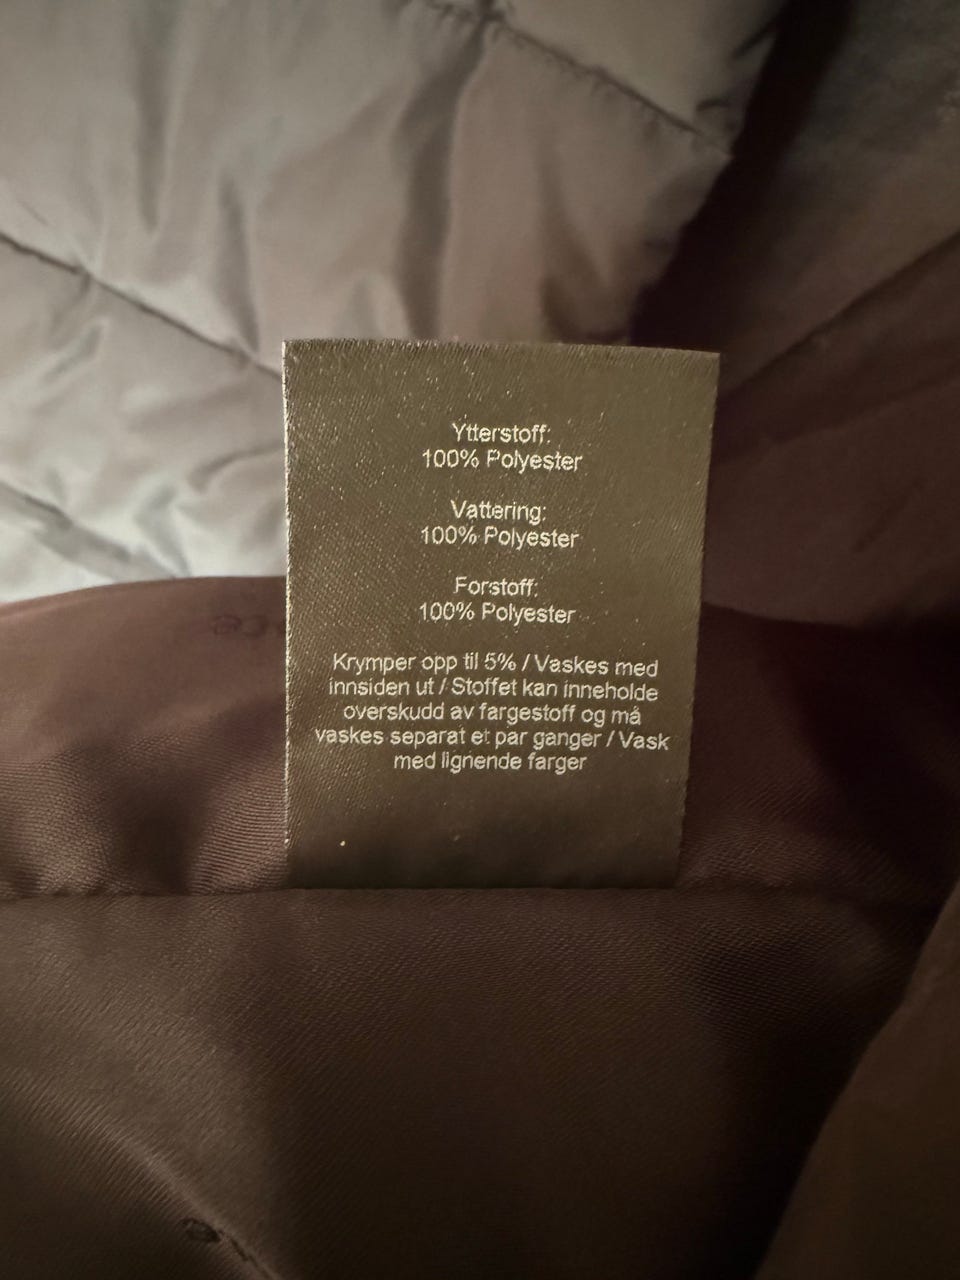 Ytterstoff:
100% Polyester
Vattering:
100% Polyester
Forstoff:
100% Polyester
Krymper opp til 5% / Vaskes med
innsiden ut / Stoffet kan inneholde
overskudd av fargestoff og må
vaskes separat et par ganger / Vask
med lignende farger